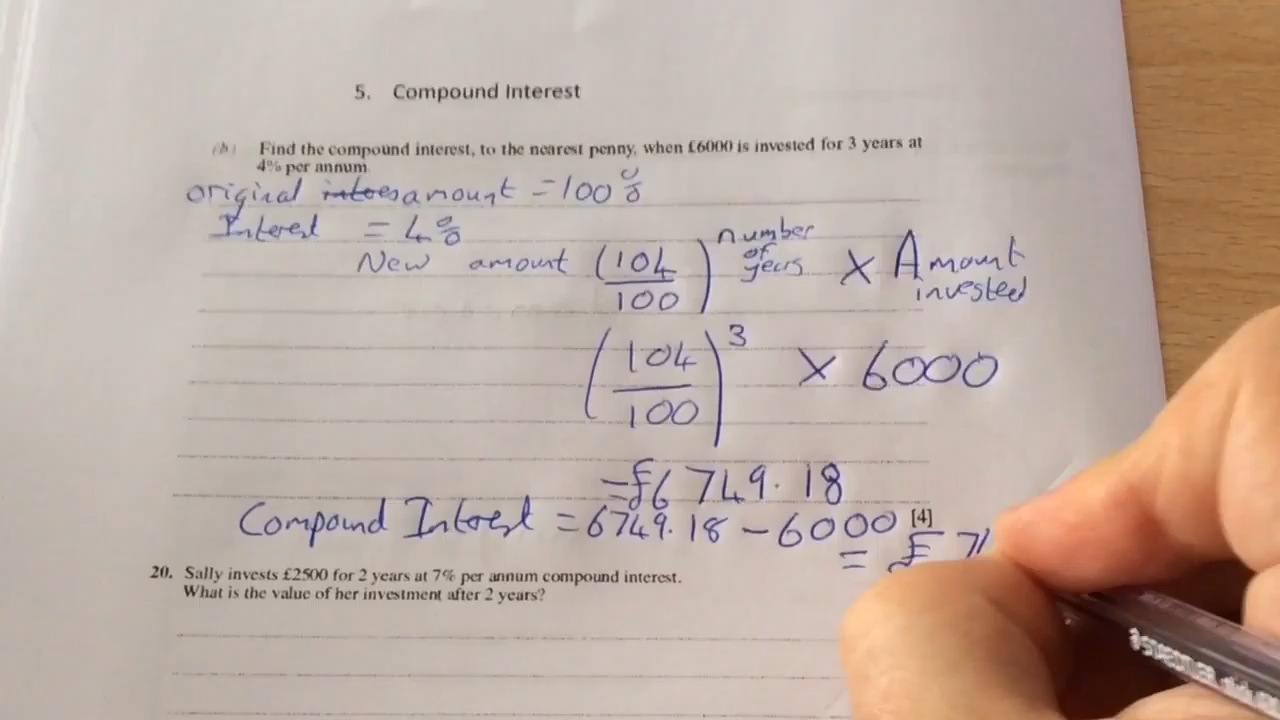 5. Compound Interest
(b) Find the compound interest, to the nearest penny, when £6000 is invested for 3 years at
4% per annum
original amount = 100%
Interest = 4%
New amount (104/100) number of years × Amount invested
(104/100)³ × 6000
= £6749.18
Compound Interest = 6749.18 - 6000 [4]
= £ 7
20. Sally invests £2500 for 2 years at 7% per annum compound interest.
What is the value of her investment after 2 years?